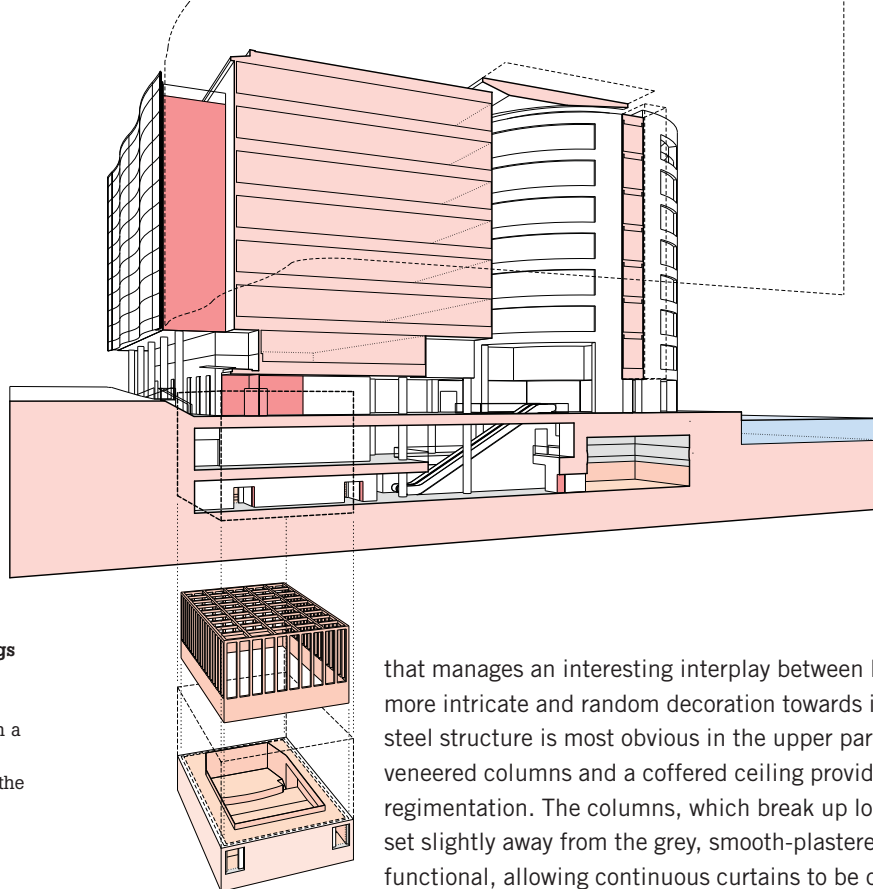 gs
n a
the
that manages an interesting interplay between
more intricate and random decoration towards i
steel structure is most obvious in the upper par
veneered columns and a coffered ceiling provid
regimentation. The columns, which break up lo
set slightly away from the grey, smooth-plastere
functional, allowing continuous curtains to be